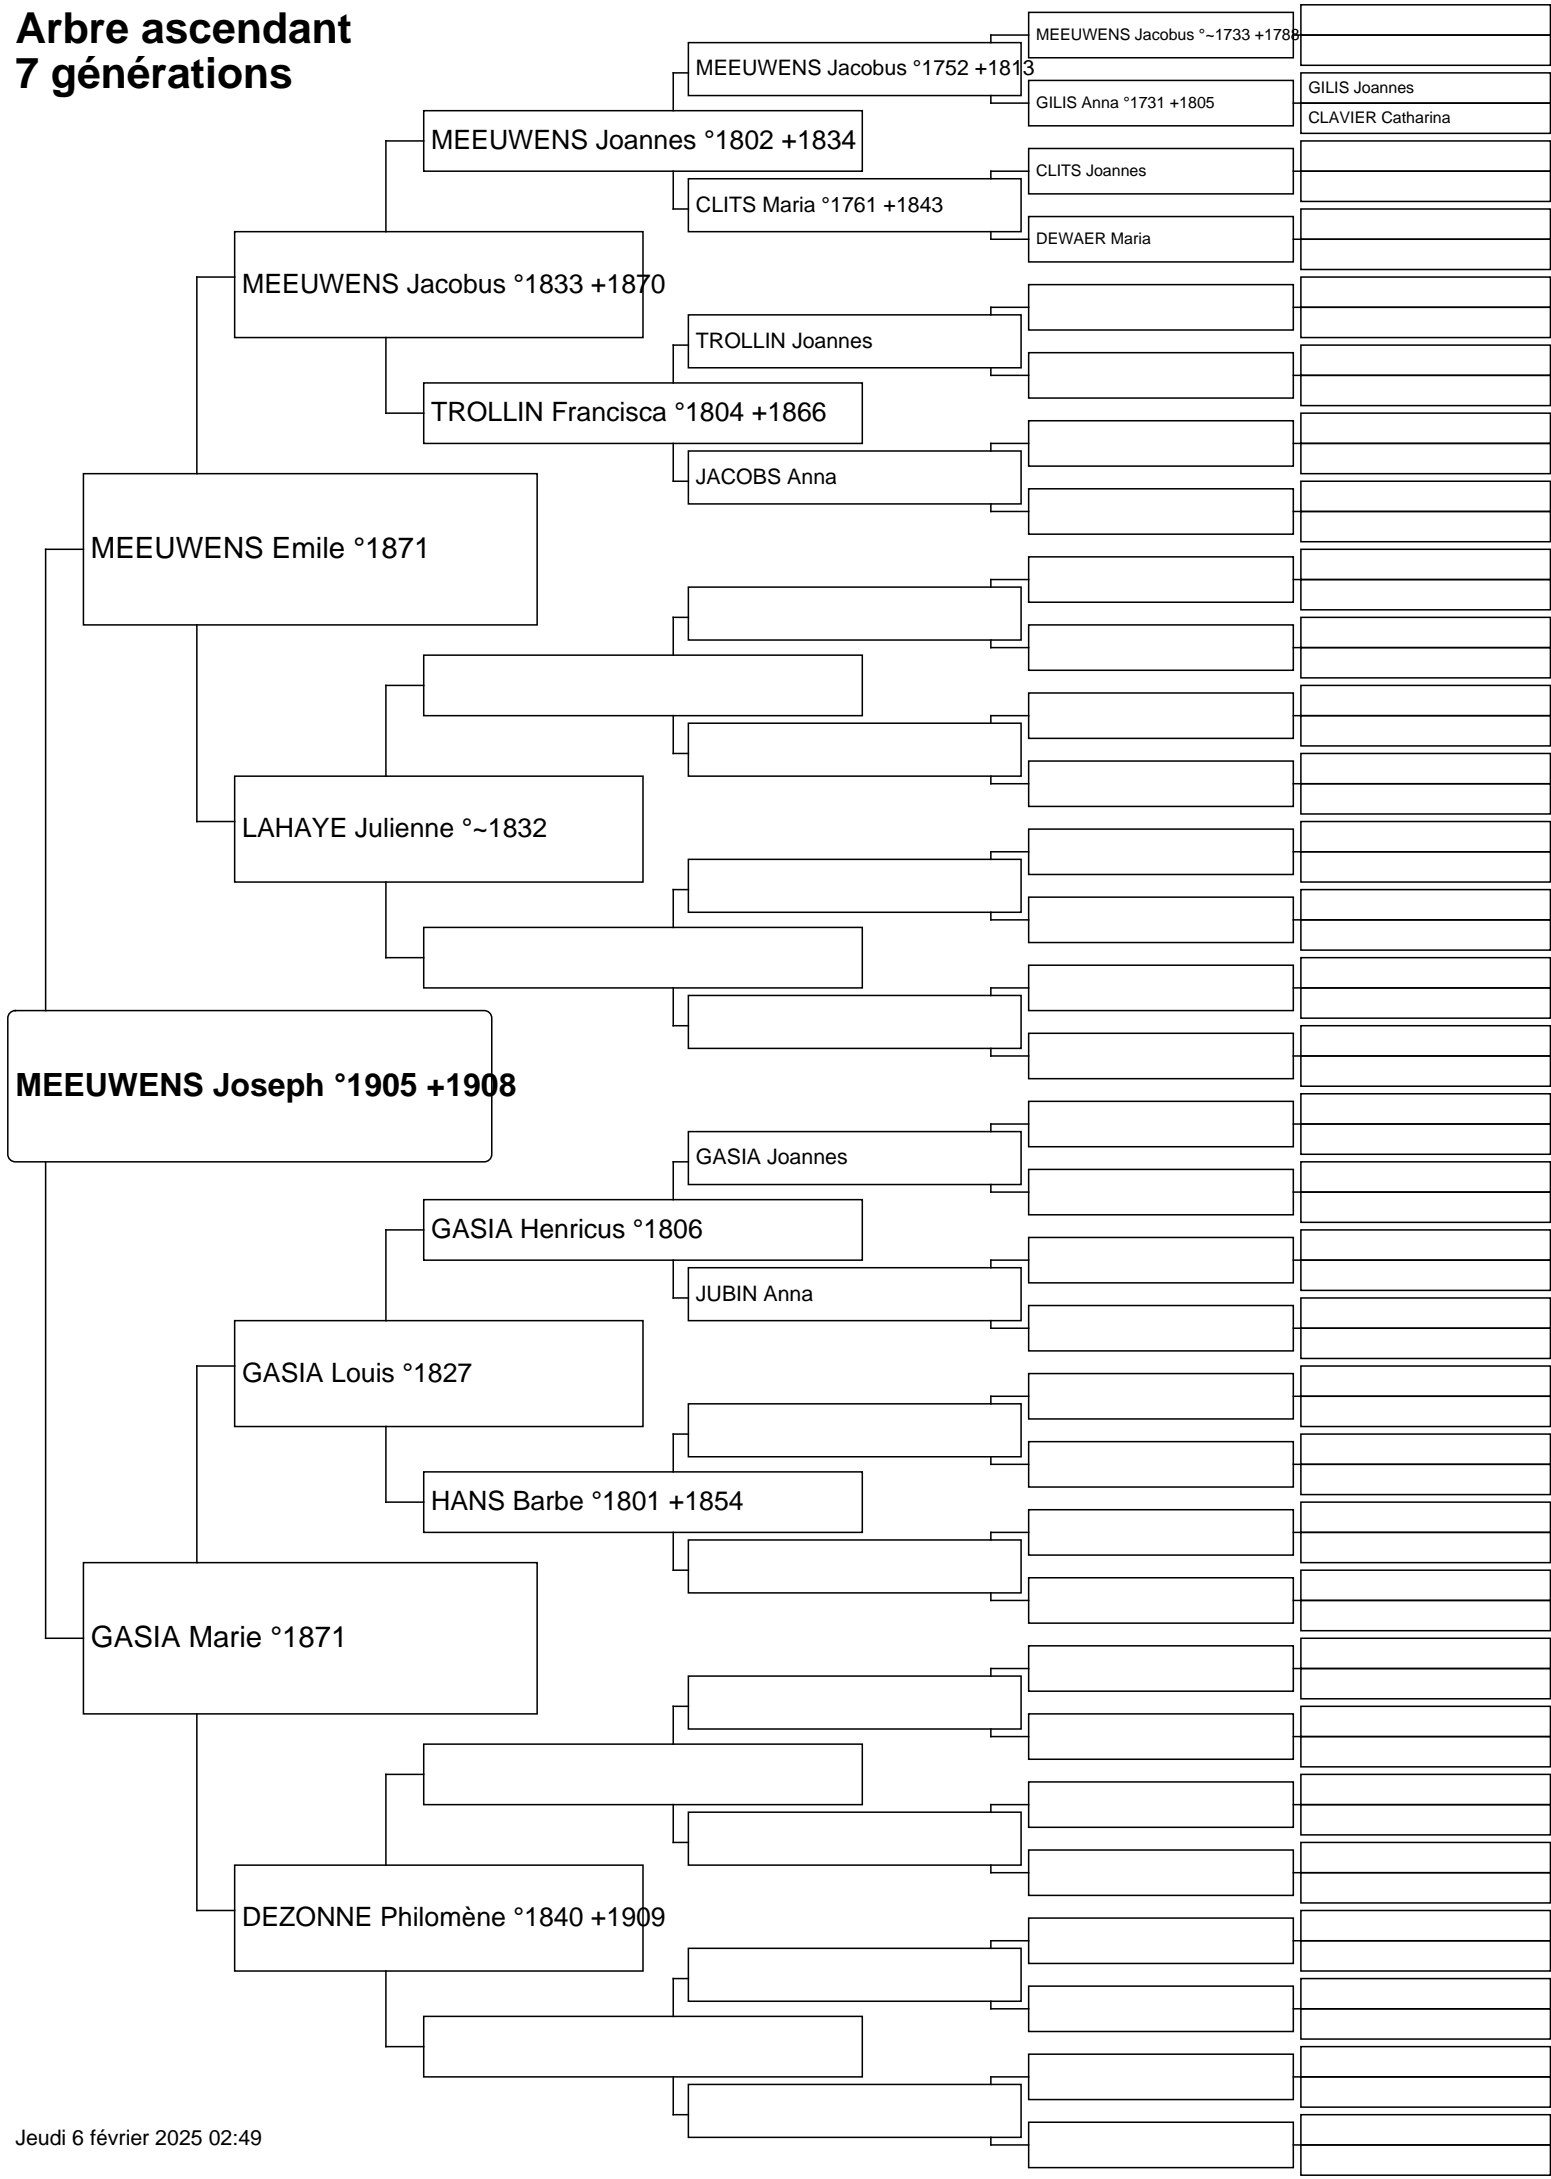 Arbre ascendant
7 générations
MEEUWENS Jacobus °~1733 +1788
MEEUWENS Jacobus °1752 +1813
GILIS Joannes
GILIS Anna °1731 +1805
CLAVIER Catharina
MEEUWENS Joannes °1802 +1834
CLITS Joannes
CLITS Maria °1761 +1843
DEWAER Maria
MEEUWENS Jacobus °1833 +1870
TROLLIN Joannes
TROLLIN Francisca °1804 +1866
JACOBS Anna
MEEUWENS Emile °1871
LAHAYE Julienne °~1832
MEEUWENS Joseph °1905 +1908
GASIA Joannes
GASIA Henricus °1806
JUBIN Anna
GASIA Louis °1827
HANS Barbe °1801 +1854
GASIA Marie °1871
DEZONNE Philomène °1840 +1909
Jeudi 6 février 2025 02:49